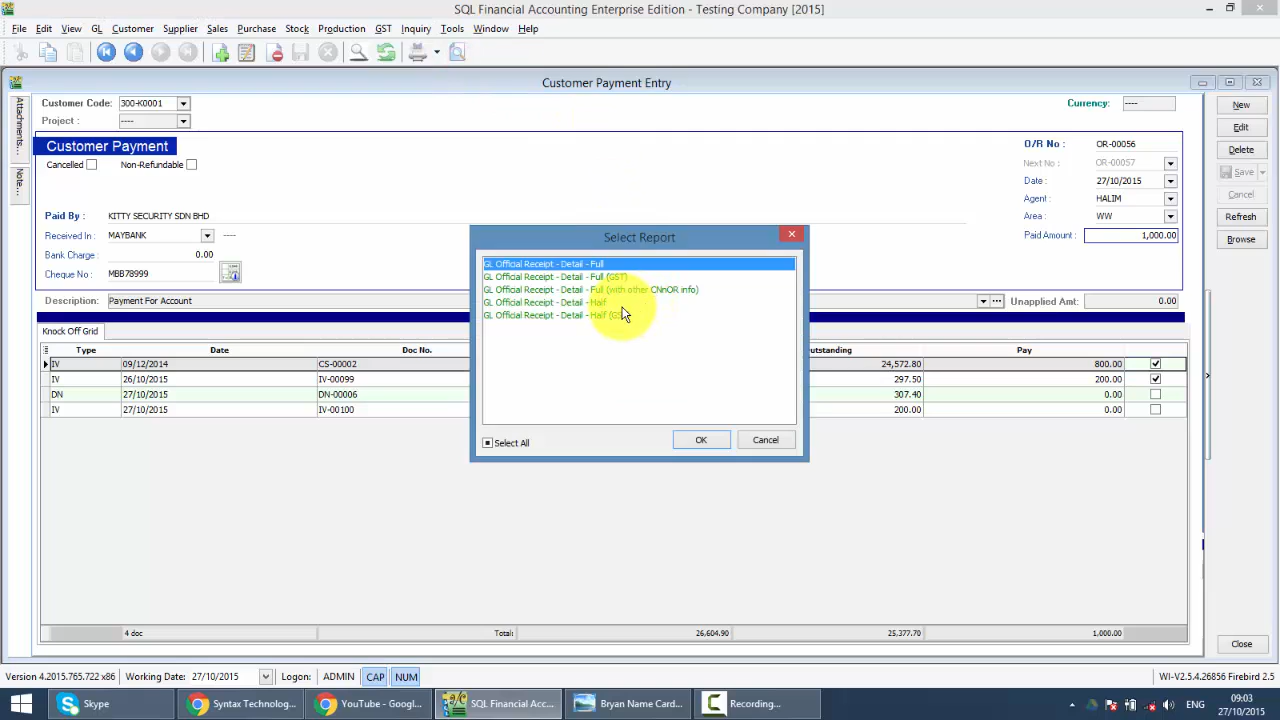 SQL Financial Accounting Enterprise Edition - Testing Company [2015]
File Edit View GL Customer Supplier Sales Purchase Stock Production GST Inquiry Tools Window Help
Customer Payment Entry
Attachments...
Note...
Customer Code: 300-K0001
Currency: ----
New
Project : ----
Edit
Customer Payment
O/R No : OR-00056
Delete
Cancelled
Non-Refundable
Next No : OR-00057
Save
Date : 27/10/2015
Cancel
Agent : HALIM
Paid By : KITTY SECURITY SDN BHD
Area : WW
Refresh
Received In : MAYBANK ----
Paid Amount : 1,000.00
Browse
Bank Charge : 0.00
Cheque No : MBB78999
Description: Payment For Account
Unapplied Amt: 0.00
Select Report
GL Official Receipt - Detail - Full
GL Official Receipt - Detail - Full (GST)
GL Official Receipt - Detail - Full (with other CNnOR info)
GL Official Receipt - Detail - Half
GL Official Receipt - Detail - Half
Select All
OK
Cancel
Knock Off Grid
Type Date Doc No. utstanding Pay
IV 09/12/2014 CS-00002 24,572.80 800.00
IV 26/10/2015 IV-00099 297.50 200.00
DN 27/10/2015 DN-00006 307.40 0.00
IV 27/10/2015 IV-00100 200.00 0.00
4 doc Total: 26,604.90 25,377.70 1,000.00
Close
Version 4.2015.765.722 x86 Working Date: 27/10/2015 Logon: ADMIN CAP NUM WI-V2.5.4.26856 Firebird 2.5
Skype
Syntax Technolog...
YouTube - Googl...
SQL Financial Acc...
Bryan Name Card...
Recording...
ENG
09:03
27/10/2015